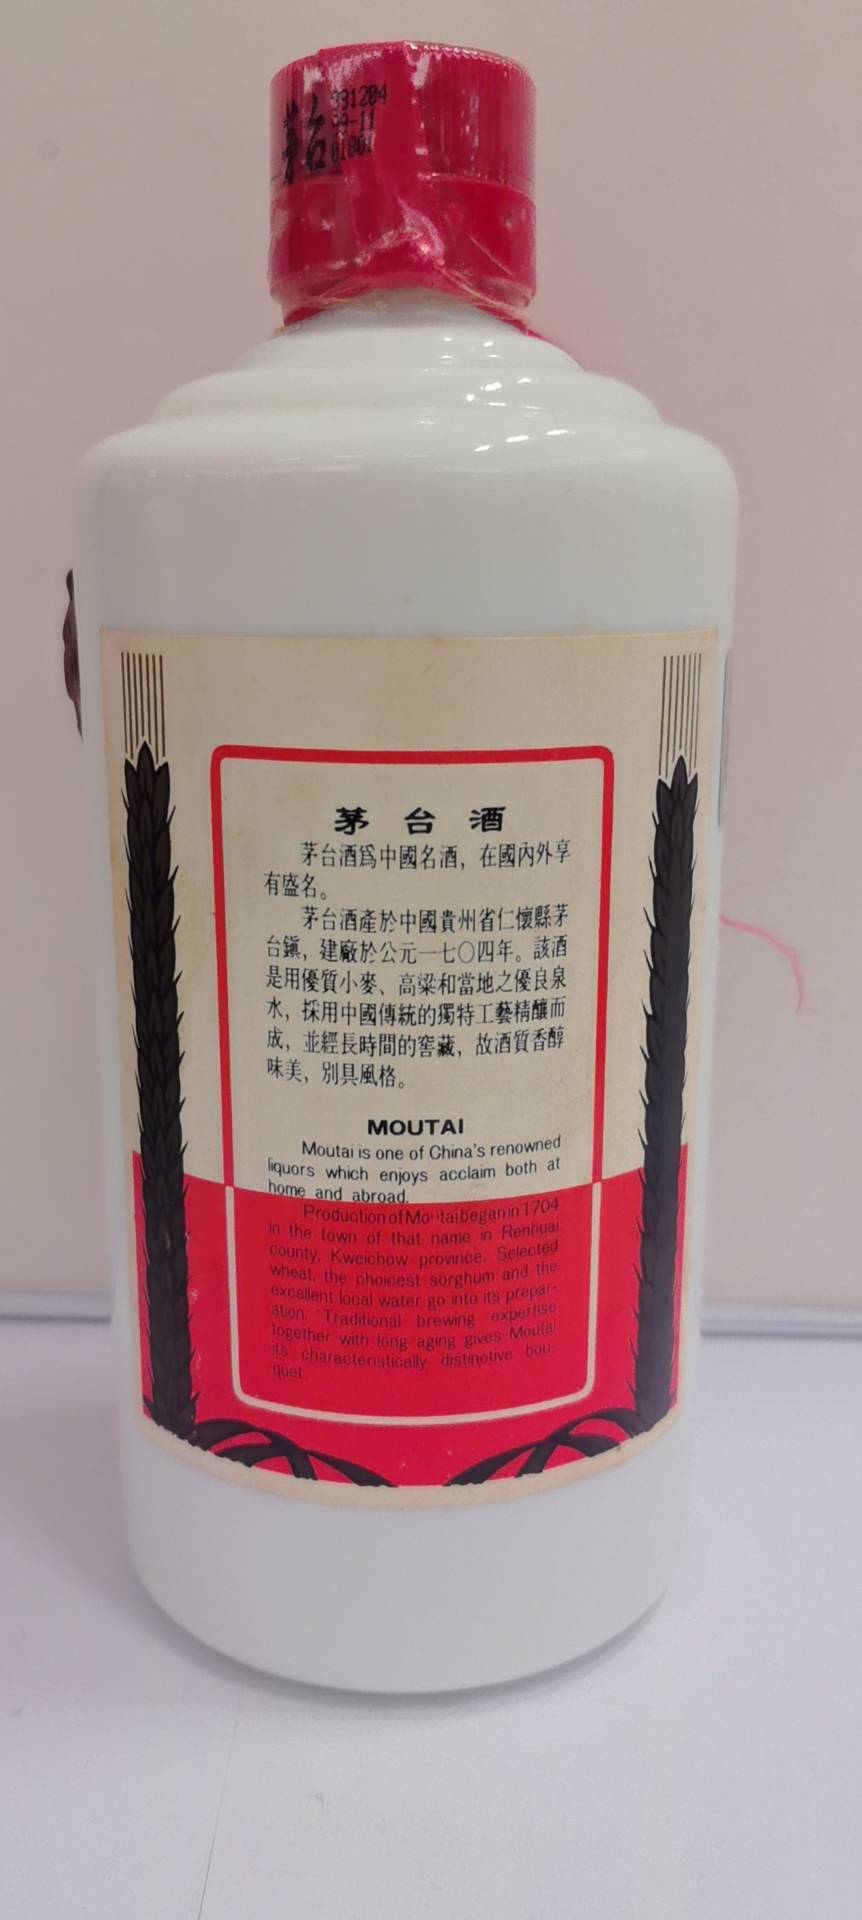 茅台
991204
99-11
茅台酒
茅台酒爲中國名酒，在國內外享
有盛名。
茅台酒產於中國貴州省仁懷縣茅
台鎮，建廠於公元一七〇四年。該酒
是用優質小麥、高粱和當地之優良泉
水，採用中國傳統的獨特工藝精釀而
成，並經長時間的窖藏，故酒質香醇
味美，別具風格。
MOUTAI
Moutai is one of China's renowned
liquors which enjoys acclaim both at
home and abroad.
Production of Moutai began in 1704
in the town of that name in Renhuai
county, Kweichow province. Selected
wheat, the choicest sorghum and the
excellent local water go into its prepar-
ation. Traditional brewing expertise
together with long aging gives Moutai
its characteristically distinctive bou-
quet.